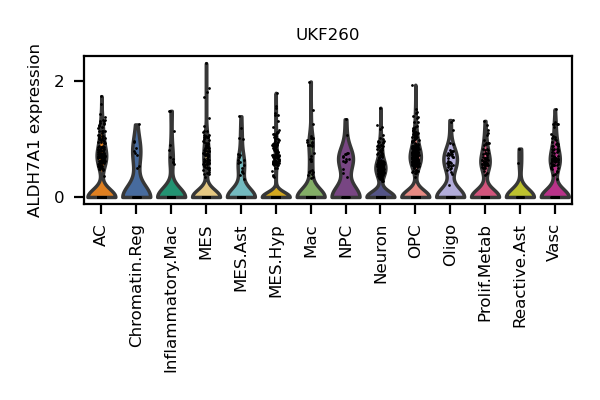 UKF260
ALDH7A1 expression
2
0
AC
Chromatin.Reg
Inflammatory.Mac
MES
MES.Ast
MES.Hyp
Mac
NPC
Neuron
OPC
Oligo
Prolif.Metab
Reactive.Ast
Vasc